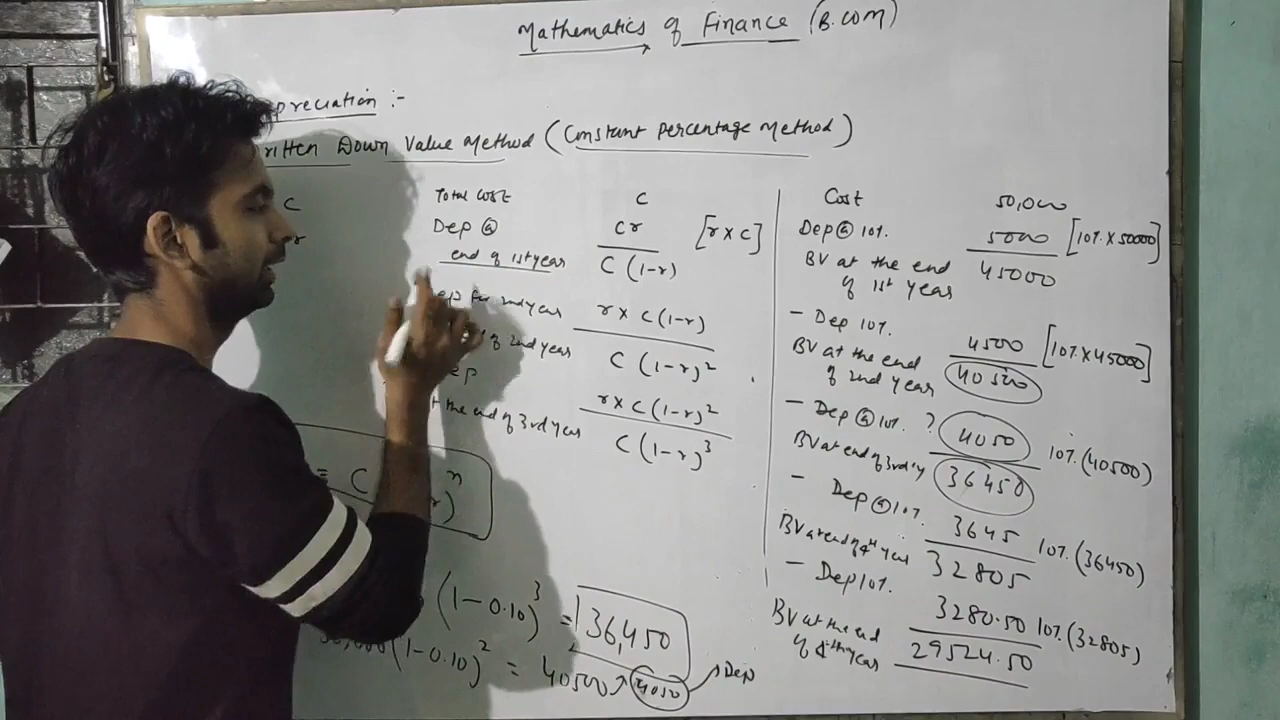 Mathematics of Finance (B.COM)
preciation :-
ritten Down Value Method (Constant Percentage Method)
C
r
Total Cost C
Dep @ Cr [r x C]
end of 1st year C(1-r)
ep for 2nd year r x C(1-r)
of 2nd year C(1-r)²
ep r x C(1-r)²
t the end of 3rd year C(1-r)³
= C r)ⁿ
(1-0.10)³ = 36,450
(1-0.10)² = 40500 4050 → Dep
Cost 50,000
Dep @ 10%. 5000 [10%. x 50000]
BV at the end 45000
of 1st year
- Dep 10%. 4500 [10%. x 45000]
BV at the end 40500
of 2nd year
- Dep @ 10%. ? 4050 10%. (40500)
BV at end of 3rd y 36450
- Dep @ 10%. 3645 10%. (36450)
BV at end of 4th year 32805
- Dep 10%. 3280.50 10%. (32805)
BV at the end 29524.50